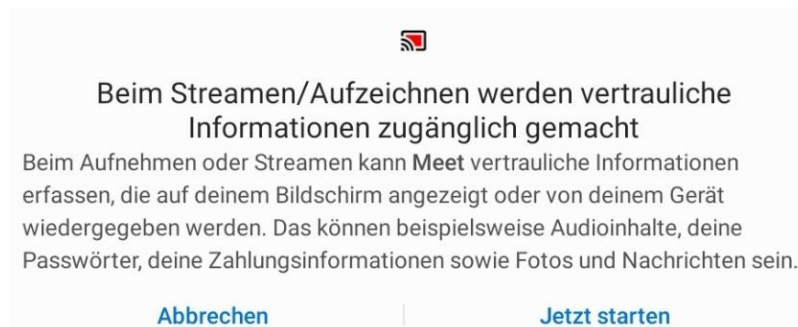 Beim Streamen/Aufzeichnen werden vertrauliche
Informationen zugänglich gemacht
Beim Aufnehmen oder Streamen kann Meet vertrauliche Informationen
erfassen, die auf deinem Bildschirm angezeigt oder von deinem Gerät
wiedergegeben werden. Das können beispielsweise Audioinhalte, deine
Passwörter, deine Zahlungsinformationen sowie Fotos und Nachrichten sein.
Abbrechen
Jetzt starten